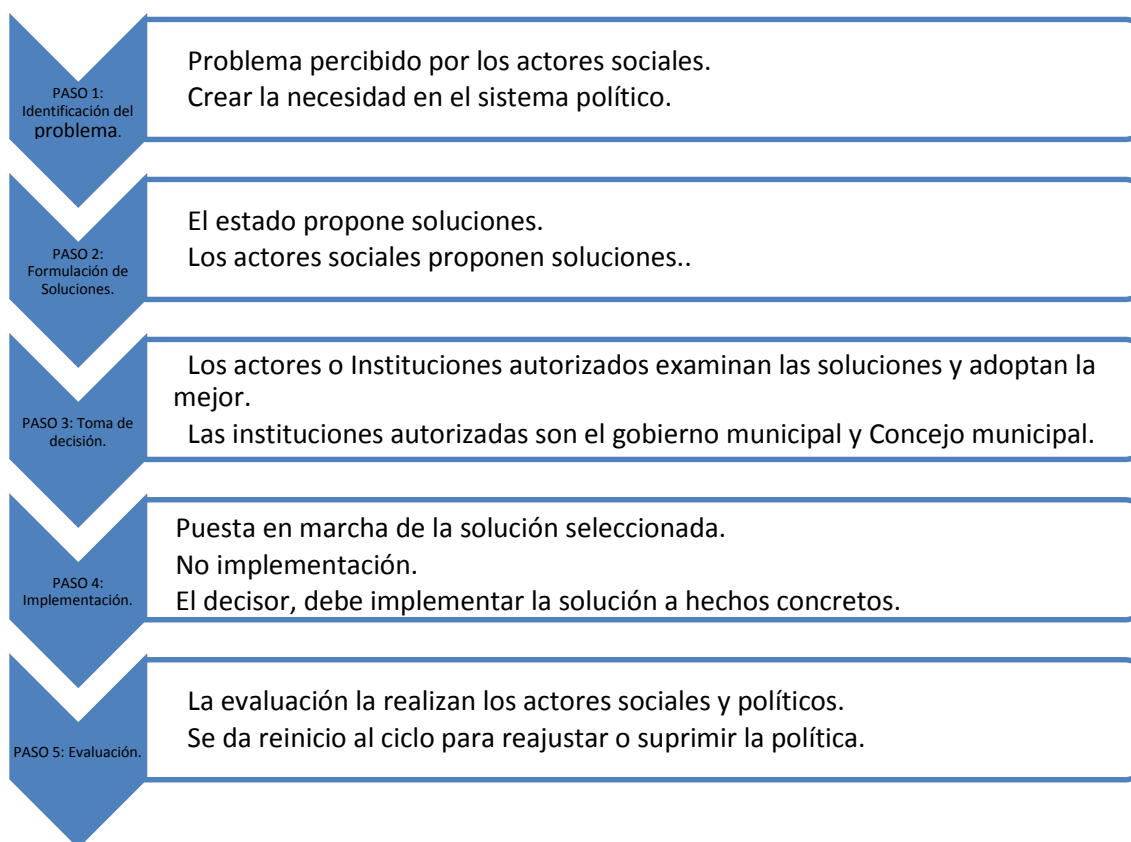 PASO 1:
Identificación del
problema.
Problema percibido por los actores sociales.
Crear la necesidad en el sistema político.
PASO 2:
Formulación de
Soluciones.
El estado propone soluciones.
Los actores sociales proponen soluciones..
PASO 3: Toma de
decisión.
Los actores o Instituciones autorizados examinan las soluciones y adoptan la
mejor.
Las instituciones autorizadas son el gobierno municipal y Concejo municipal.
PASO 4:
Implementación.
Puesta en marcha de la solución seleccionada.
No implementación.
El decisor, debe implementar la solución a hechos concretos.
PASO 5: Evaluación.
La evaluación la realizan los actores sociales y políticos.
Se da reinicio al ciclo para reajustar o suprimir la política.